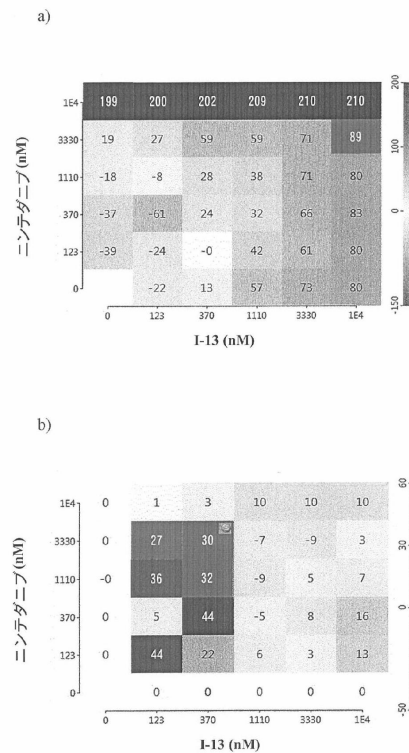 a)
1E4 199 200 202 209 210 210 200
3330 19 27 59 59 71 89
1110 -18 -8 28 38 71 80 100
370 -37 -61 24 32 66 83 0
123 -39 -24 -0 42 61 80
0 -22 13 57 73 80 -150
0 123 370 1110 3330 1E4
ニンテダニブ (nM)
I-13 (nM)
b)
60
1E4 0 1 3 10 10 10
3330 0 27 30 -7 -9 3 30
1110 -0 36 32 -9 5 7
370 0 5 44 -5 8 16 0
123 0 44 22 6 3 13
0 0 0 0 0 0 -50
0 123 370 1110 3330 1E4
ニンテダニブ (nM)
I-13 (nM)